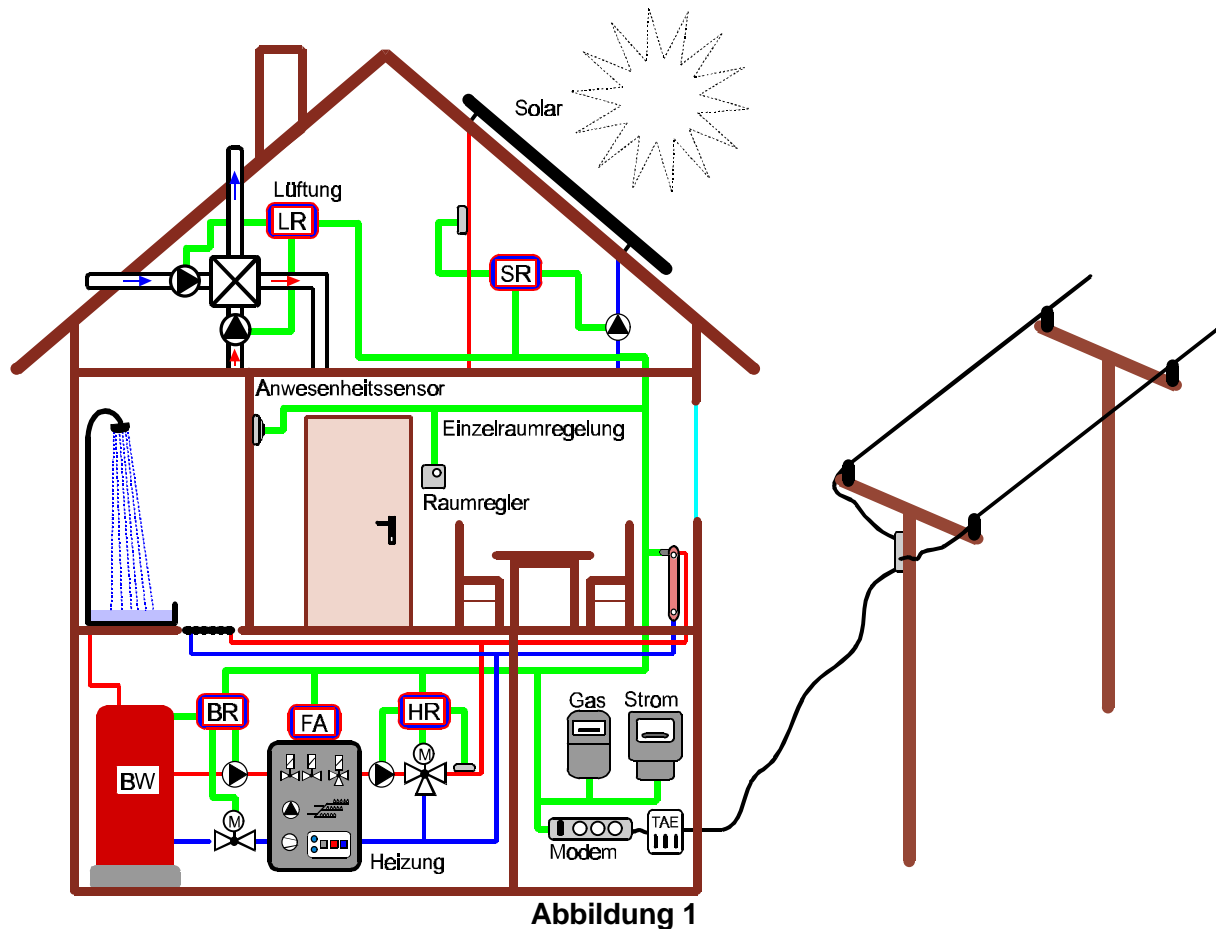 Solar
Lüftung
LR
SR
Anwesenheitssensor
Einzelraumregelung
Raumregler
BR
FA
HR
Gas
Strom
M
BW
M
TAE
Modem
Heizung
Abbildung 1